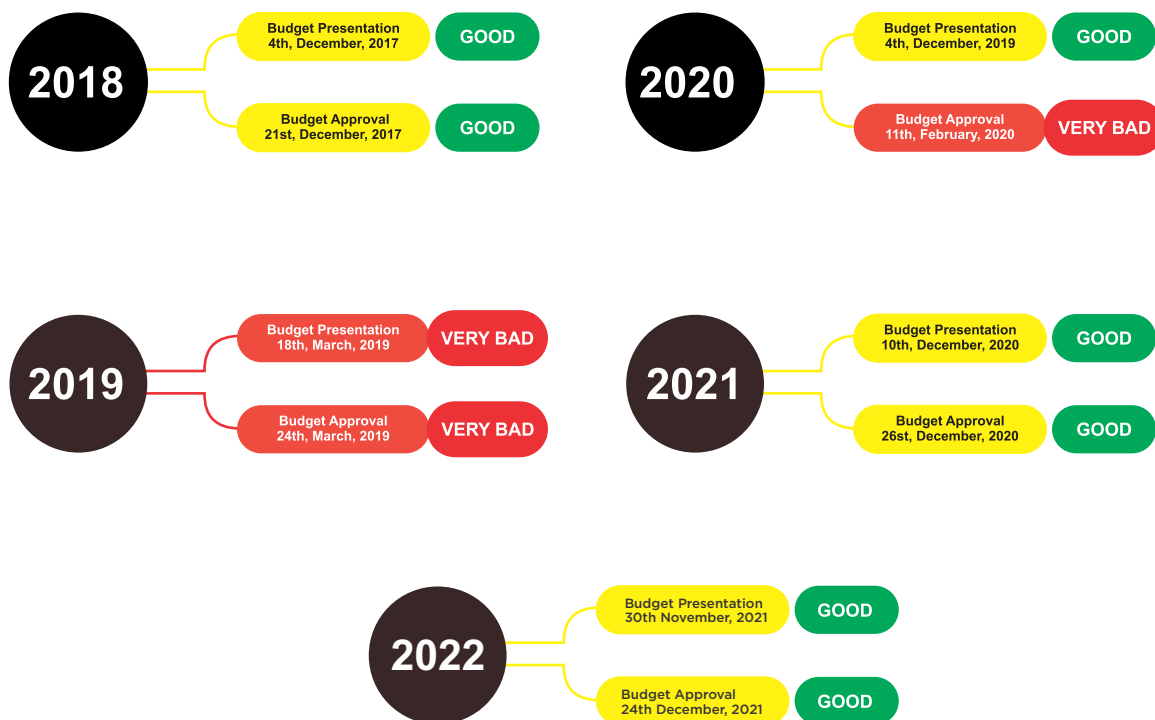 2018
Budget Presentation
4th, December, 2017
GOOD
Budget Approval
21st, December, 2017
GOOD
2020
Budget Presentation
4th, December, 2019
GOOD
Budget Approval
11th, February, 2020
VERY BAD
2019
Budget Presentation
18th, March, 2019
VERY BAD
Budget Approval
24th, March, 2019
VERY BAD
2021
Budget Presentation
10th, December, 2020
GOOD
Budget Approval
26st, December, 2020
GOOD
2022
Budget Presentation
30th November, 2021
GOOD
Budget Approval
24th December, 2021
GOOD